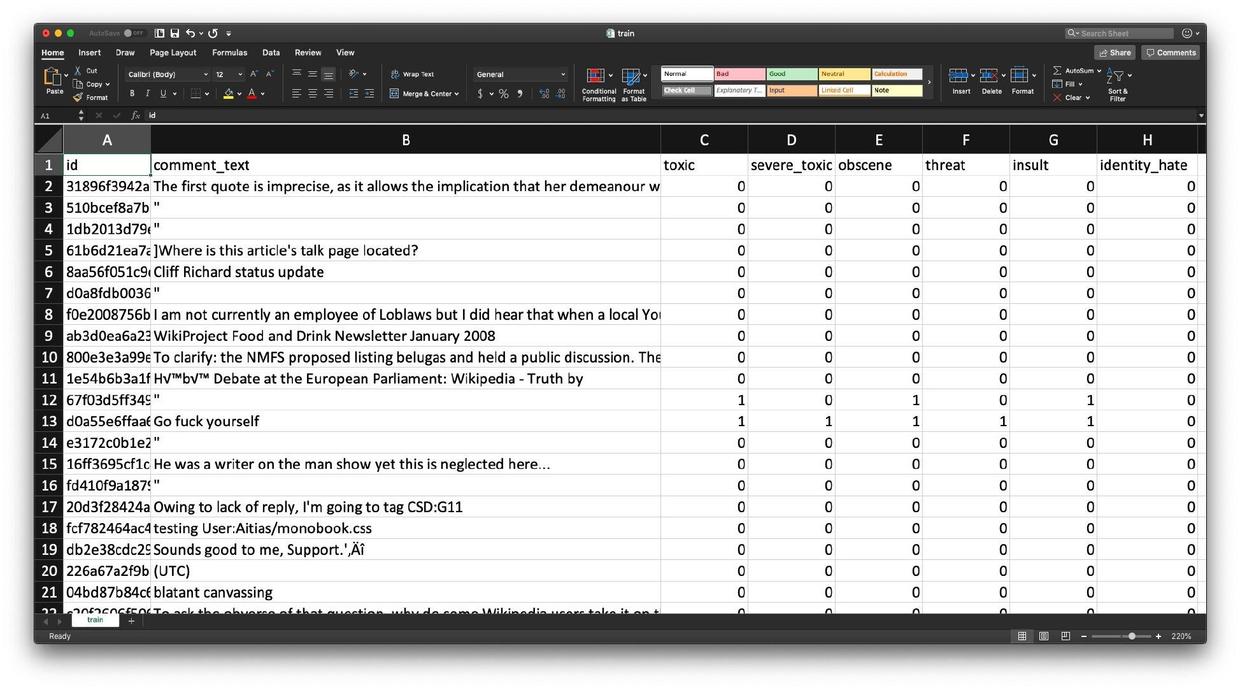 AutoSave OFF train Search Sheet
Home Insert Draw Page Layout Formulas Data Review View Share Comments
Paste Cut Copy Format Calibri (Body) 12 A^ A^ B I U Wrap Text Merge & Center General $ % Conditional Formatting Format as Table Normal Bad Good Neutral Calculation Check Cell Explanatory T... Input Linked Cell Note Insert Delete Format AutoSum Fill Clear Sort & Filter
A1 fx id
A B C D E F G H
1 id comment_text toxic severe_toxic obscene threat insult identity_hate
2 31896f3942a The first quote is imprecise, as it allows the implication that her demeanour w 0 0 0 0 0 0
3 510bcef8a7b " 0 0 0 0 0 0
4 1db2013d79 " 0 0 0 0 0 0
5 61b6d21ea7a ]Where is this article's talk page located? 0 0 0 0 0 0
6 8aa56f051c9 Cliff Richard status update 0 0 0 0 0 0
7 d0a8fdb0036 " 0 0 0 0 0 0
8 f0e2008756b I am not currently an employee of Loblaws but I did hear that when a local You 0 0 0 0 0 0
9 ab3d0ea6a23 WikiProject Food and Drink Newsletter January 2008 0 0 0 0 0 0
10 800e3e3a99e To clarify: the NMFS proposed listing belugas and held a public discussion. The 0 0 0 0 0 0
11 1e54b6b3a1f H√™b√™ Debate at the European Parliament: Wikipedia - Truth by 0 0 0 0 0 0
12 67f03d5ff349 " 1 0 1 0 1 0
13 d0a55e6ffaa6 Go fuck yourself 1 1 1 1 1 0
14 e3172c0b1e2 " 0 0 0 0 0 0
15 16ff3695cf1c He was a writer on the man show yet this is neglected here... 0 0 0 0 0 0
16 fd410f9a1879 " 0 0 0 0 0 0
17 20d3f28424a Owing to lack of reply, I'm going to tag CSD:G11 0 0 0 0 0 0
18 fcf782464ac4 testing User:Aitias/monobook.css 0 0 0 0 0 0
19 db2e38cdc29 Sounds good to me, Support.'‚Äî 0 0 0 0 0 0
20 226a67a2f9b (UTC) 0 0 0 0 0 0
21 04bd87b84c6 blatant canvassing 0 0 0 0 0 0
To ask the obverse of that question, why do some Wikipedia users take it on t 0 0 0 0 0 0
train +
Ready 220%